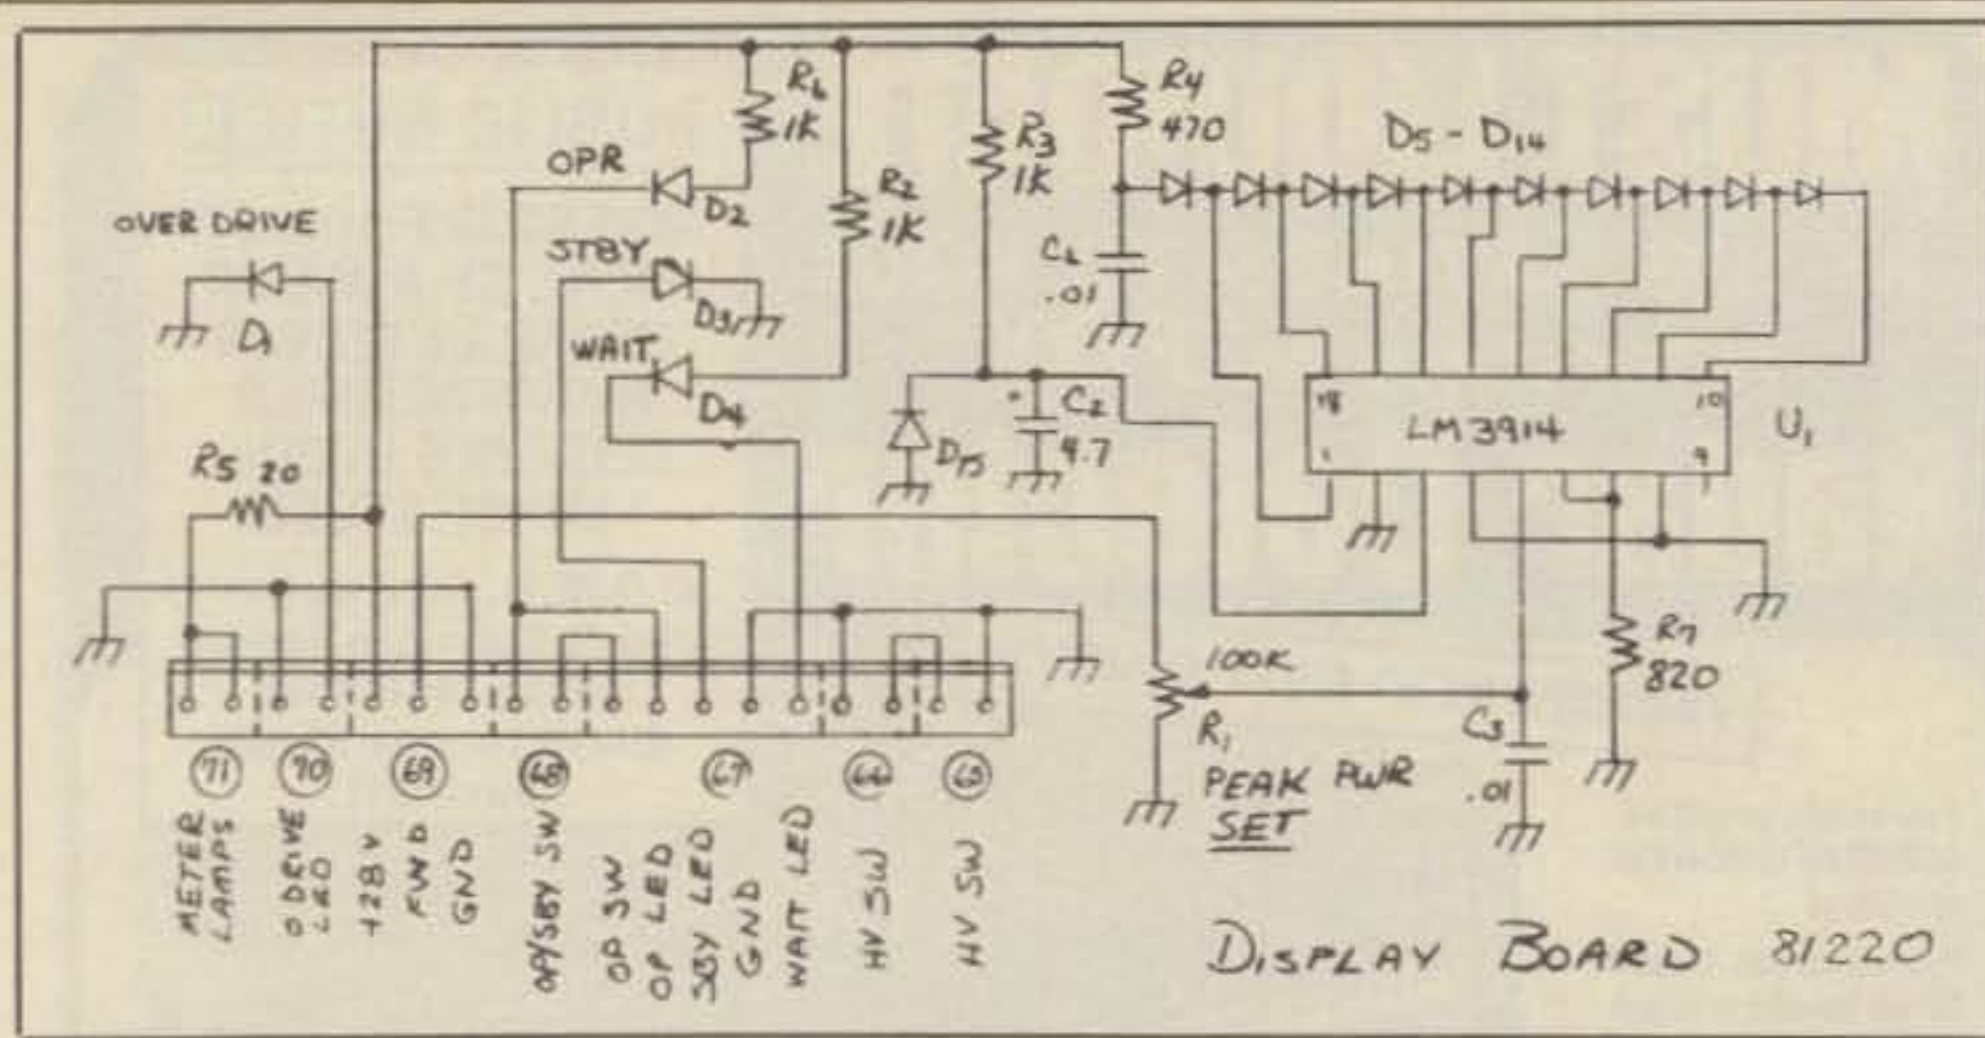 R6
1K
R4
470
D5 - D14
OPR
D2
R2
1K
R3
1K
OVER DRIVE
D1
STBY
D3
C1
.01
WAIT
D4
D15
C2
4.7
18
10
LM3914
1
9
U1
R5 20
100K
R1
PEAK PWR
SET
C3
.01
R7
820
71
70
69
68
67
66
65
METER
LAMPS
O DRIVE
LED
+28V
FWD
GND
OP/SBY SW
OP SW
OP LED
SBY LED
GND
WAIT LED
HV SW
HV SW
DISPLAY BOARD 81220